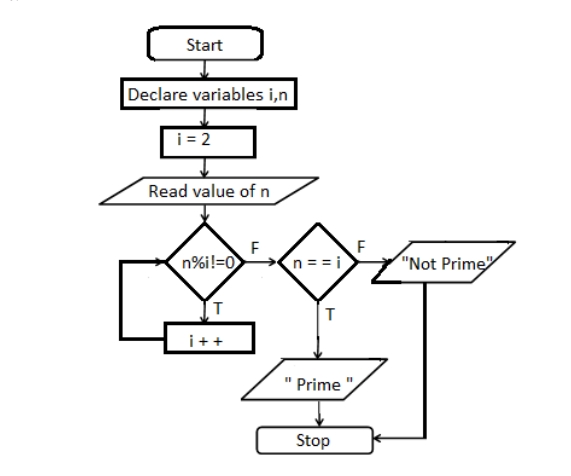 Start
Declare variables i,n
i = 2
Read value of n
n%i!=0
F
n = = i
F
"Not Prime"
T
i + +
T
" Prime "
Stop